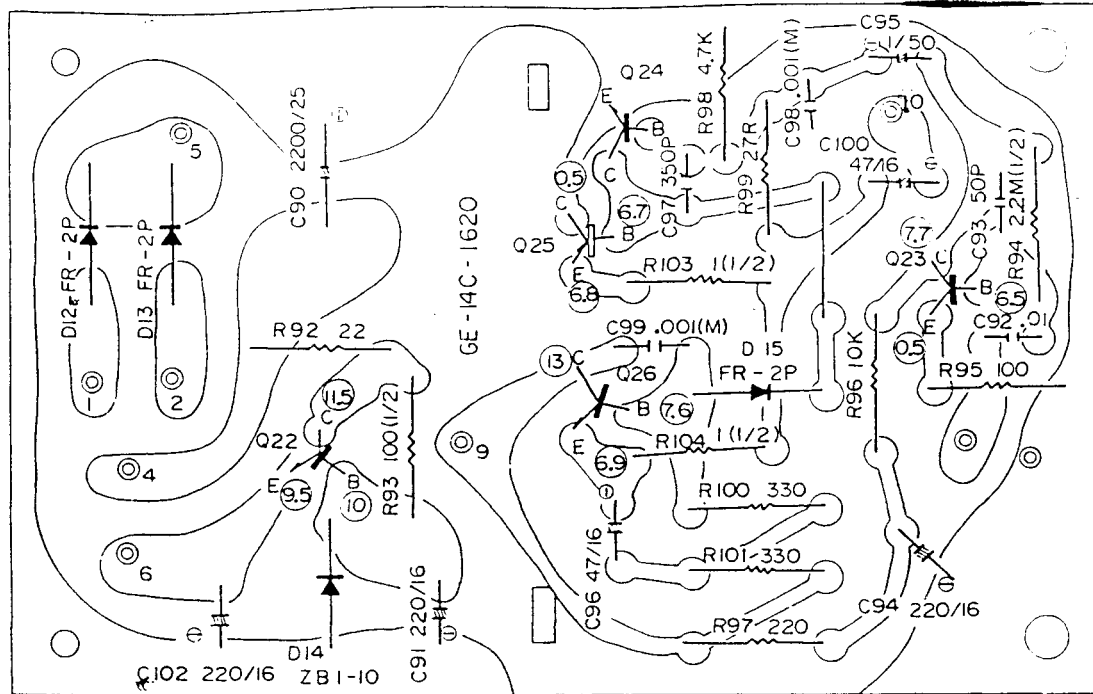 C95
1/50
Q24
E
B
C
R98 4.7K
C98 .001(M)
10
5
C90 2200/25
C97 350P
R99 27R
C100
47/16
C93 50P
R94 2.2M(1/2)
0.5
6.7
C
B
Q25
E
6.8
7.7
C
Q23
B
E
6.5
D12 FR-2P
D13 FR-2P
GE-14C-1620
R103 1(1/2)
C92 .01
0.5
R92 22
C99 .001(M)
D15
FR-2P
R96 10K
R95 100
13
C
Q26
B
E
7.6
1
2
11.5
C
Q22
E
B
9.5
10
R93 100(1/2)
9
6.9
R104 1(1/2)
4
R100 330
6
C96 47/16
R101-330
C94 220/16
R97 220
D14
ZB1-10
C91 220/16
C102 220/16